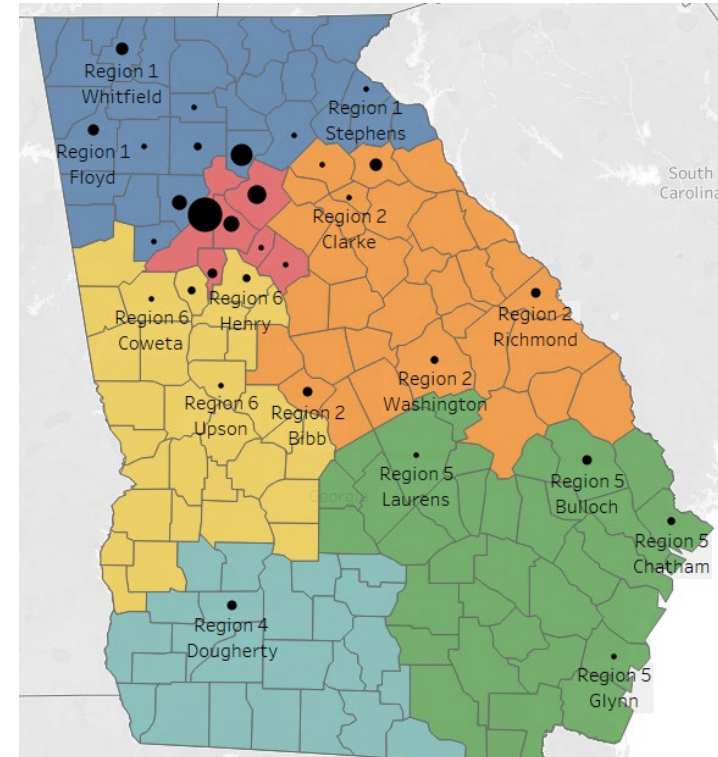 Region 1
Whitfield
Region 1
Stephens
Region 1
Floyd
South
Carolina
Region 2
Clarke
Region 6
Henry
Region 6
Coweta
Region 2
Richmond
Region 2
Washington
Region 6
Upson
Region 2
Bibb
Region 5
Laurens
Region 5
Bulloch
Georgia
Region 5
Chatham
Region 4
Dougherty
Region 5
Glynn